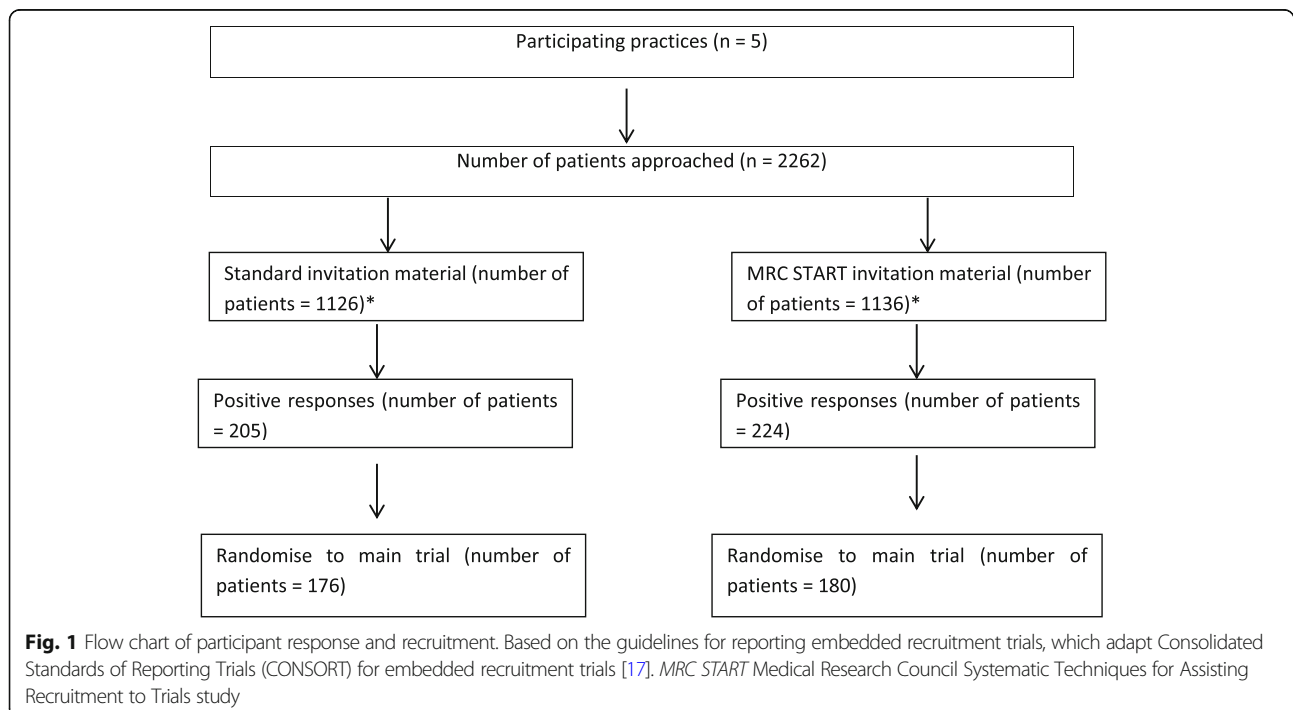 Participating practices (n = 5)
Number of patients approached (n = 2262)
Standard invitation material (number of
patients = 1126)*
MRC START invitation material (number
of patients = 1136)*
Positive responses (number of patients
= 205)
Positive responses (number of patients
= 224)
Randomise to main trial (number of
patients = 176)
Randomise to main trial (number of
patients = 180)
Fig. 1 Flow chart of participant response and recruitment. Based on the guidelines for reporting embedded recruitment trials, which adapt Consolidated
Standards of Reporting Trials (CONSORT) for embedded recruitment trials [17]. MRC START Medical Research Council Systematic Techniques for Assisting
Recruitment to Trials study